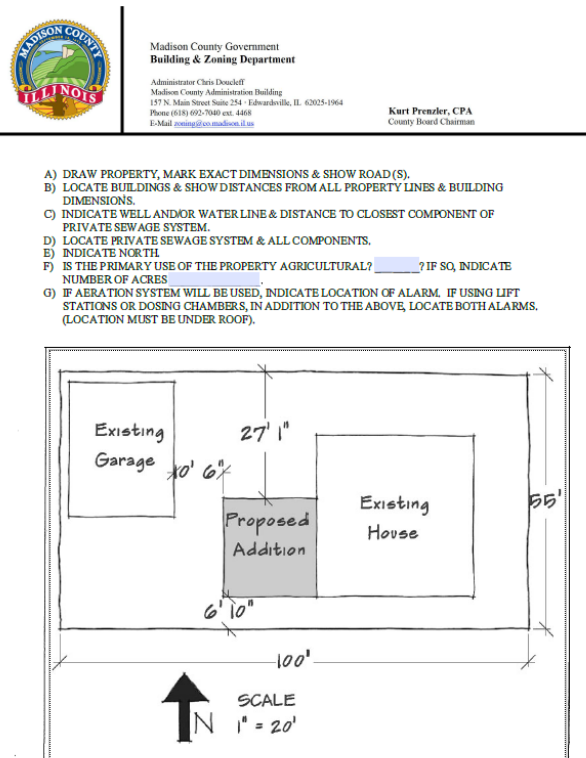 MADISON COUNTY
ILLINOIS
Madison County Government
Building & Zoning Department
Administrator Chris Doucleff
Madison County Administration Building
157 N. Main Street Suite 254 · Edwardsville, IL 62025-1964
Phone (618) 692-7040 ext. 4468
E-Mail zoning@co.madison.il.us
Kurt Prenzler, CPA
County Board Chairman
A) DRAW PROPERTY, MARK EXACT DIMENSIONS & SHOW ROAD(S).
B) LOCATE BUILDINGS & SHOW DISTANCES FROM ALL PROPERTY LINES & BUILDING
DIMENSIONS.
C) INDICATE WELL AND/OR WATER LINE & DISTANCE TO CLOSEST COMPONENT OF
PRIVATE SEWAGE SYSTEM.
D) LOCATE PRIVATE SEWAGE SYSTEM & ALL COMPONENTS.
E) INDICATE NORTH.
F) IS THE PRIMARY USE OF THE PROPERTY AGRICULTURAL? ______? IF SO, INDICATE
NUMBER OF ACRES ____________.
G) IF AERATION SYSTEM WILL BE USED, INDICATE LOCATION OF ALARM. IF USING LIFT
STATIONS OR DOSING CHAMBERS, IN ADDITION TO THE ABOVE, LOCATE BOTH ALARMS.
(LOCATION MUST BE UNDER ROOF).
Existing
Garage
27' 1"
10' 6"
Proposed
Addition
Existing
House
55'
6' 10"
100'
N
SCALE
1" = 20'